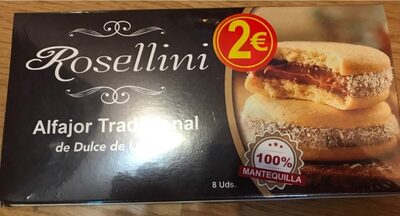 Rosellini
2€
Alfajor
de Dulce de
100%
MANTEQUILLA
8 Uds.